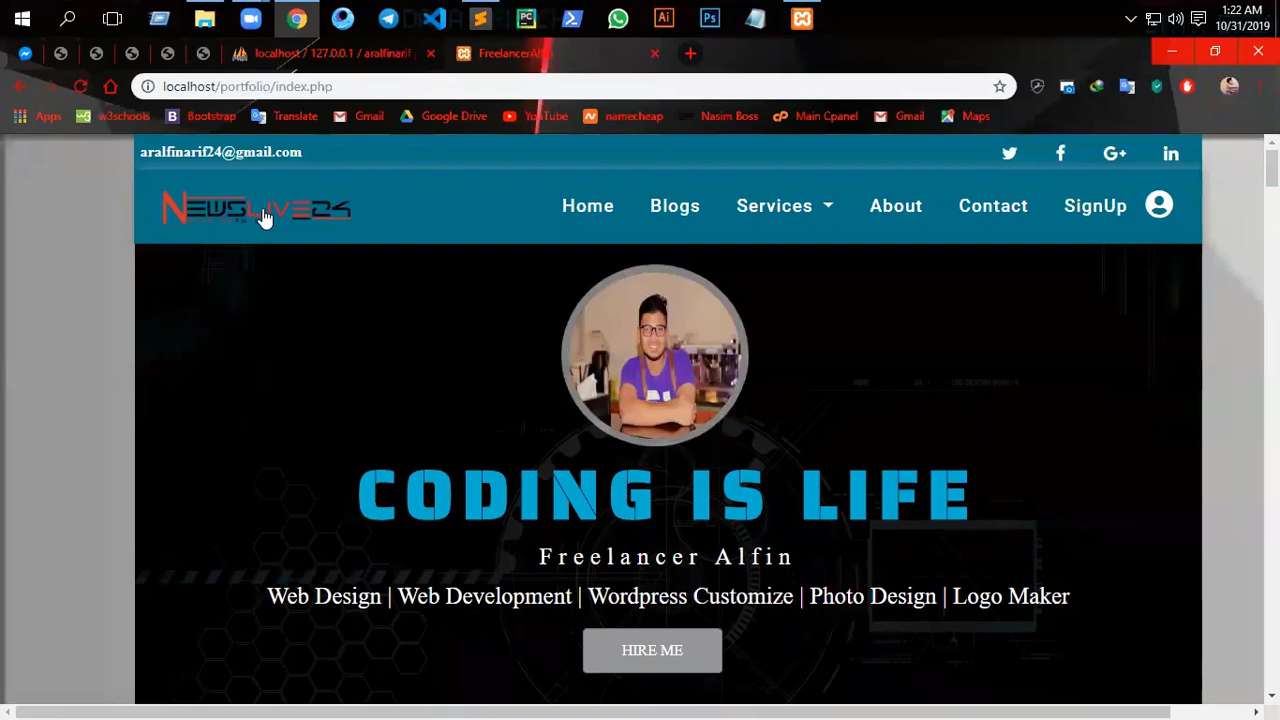 1:22 AM
10/31/2019
localhost / 127.0.0.1 / aralfinarif
FreelancerAlfi
localhost/portfolio/index.php
Apps w3schools Bootstrap Translate Gmail Google Drive YouTube namecheap Nasim Boss Main Cpanel Gmail Maps
aralfinarif24@gmail.com
NEWSLIVE24 Home Blogs Services About Contact SignUp
CODING IS LIFE
Freelancer Alfin
Web Design | Web Development | Wordpress Customize | Photo Design | Logo Maker
HIRE ME